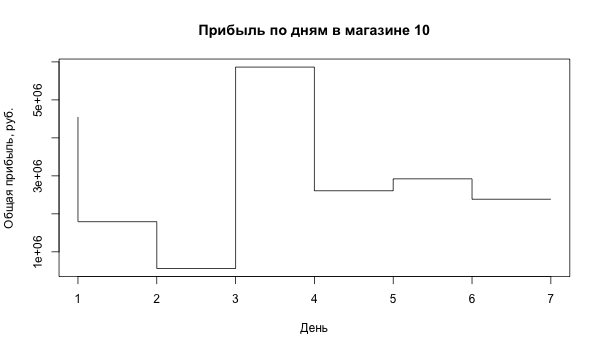 Прибыль по дням в магазине 10
Общая прибыль, руб.
5e+06
3e+06
1e+06
1 2 3 4 5 6 7
День